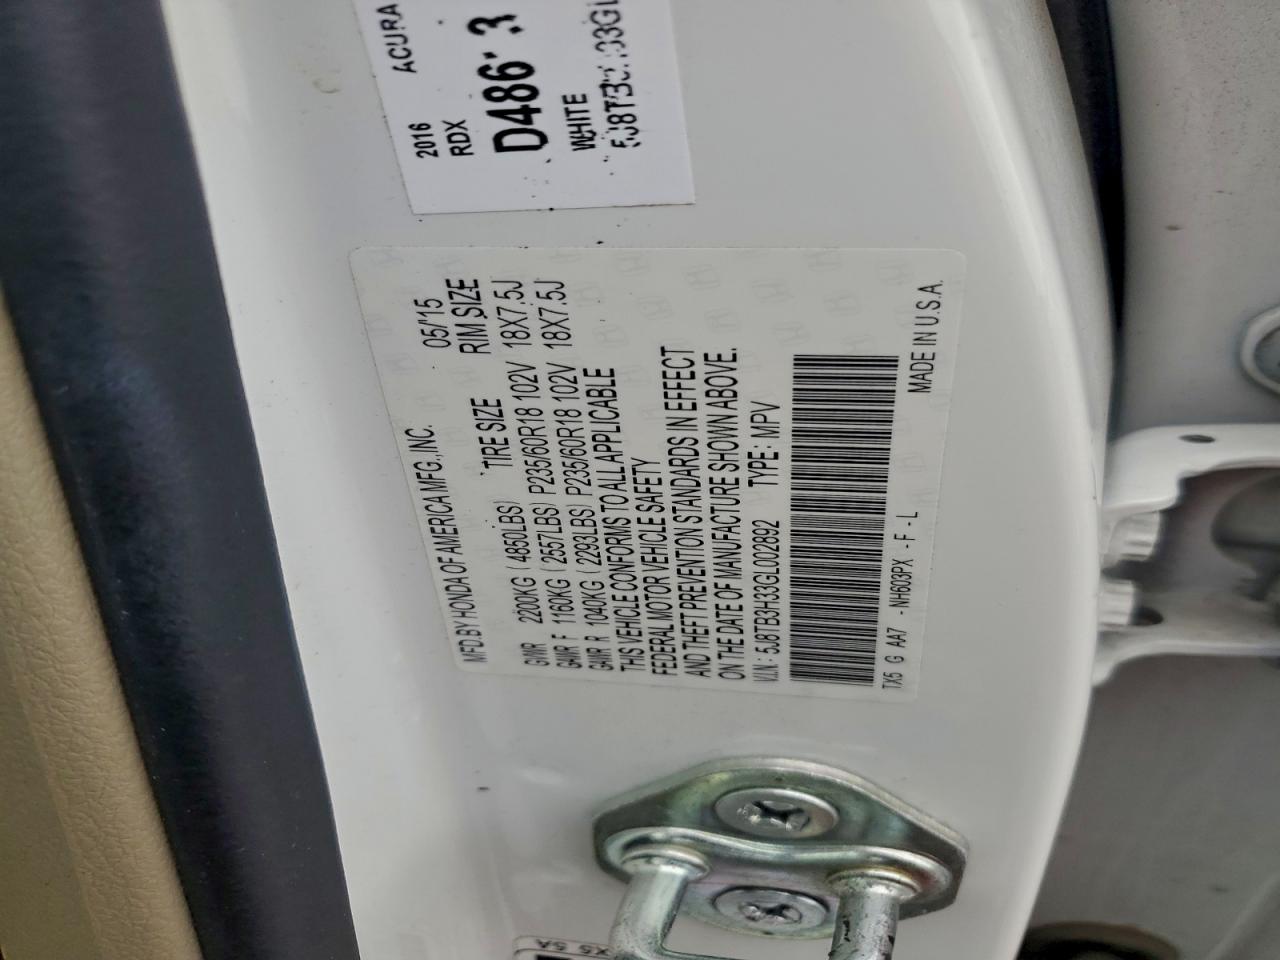 2016 ACURA
RDX
WHITE
MFD.BY HONDA OF AMERICA MFG.,INC. 05/15
TIRE SIZE RIM SIZE
GVWR 2200KG ( 4850LBS) P235/60R18 102V 18X7.5J
GAWR F 1160KG ( 2557LBS) P235/60R18 102V 18X7.5J
GAWR R 1040KG ( 2293LBS)
THIS VEHICLE CONFORMS TO ALL APPLICABLE
FEDERAL MOTOR VEHICLE SAFETY
AND THEFT PREVENTION STANDARDS IN EFFECT
ON THE DATE OF MANUFACTURE SHOWN ABOVE.
V.I.N.: 5J8TB3H33GL002892 TYPE: MPV
TX5 G AA7 - NH603PX - F - L
MADE IN U.S.A.
5A